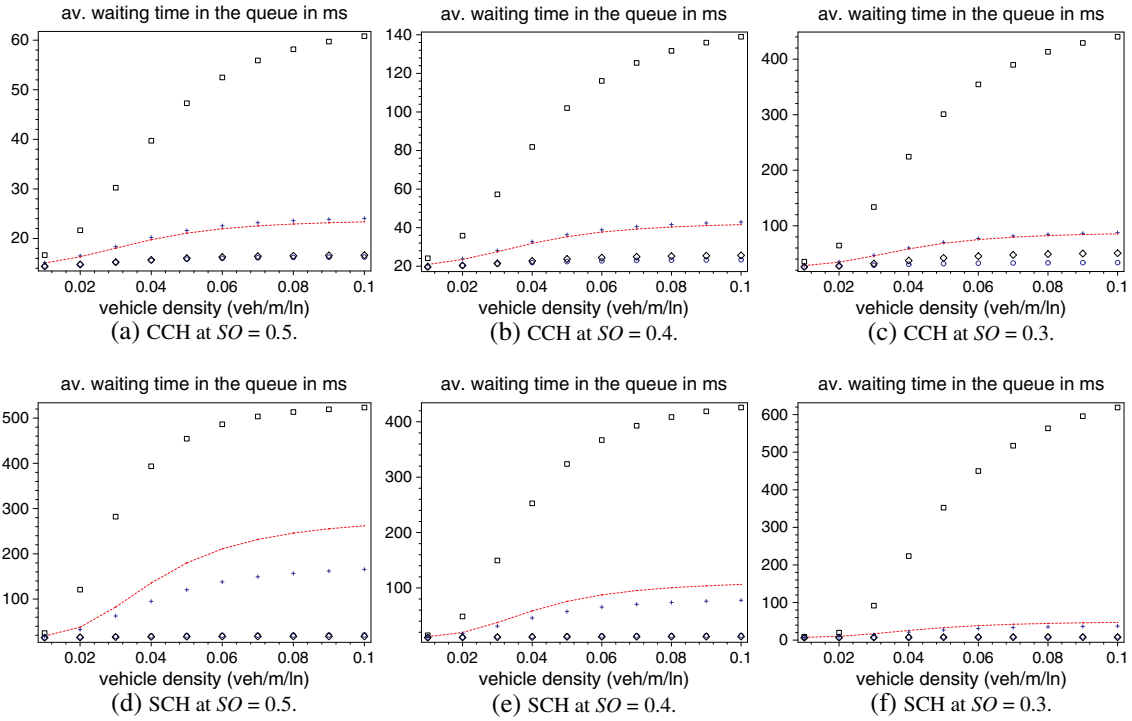 av. waiting time in the queue in ms
60
50
40
30
20
0.02 0.04 0.06 0.08 0.1
vehicle density (veh/m/ln)
(a) CCH at SO = 0.5.
av. waiting time in the queue in ms
140
120
100
80
60
40
20
0.02 0.04 0.06 0.08 0.1
vehicle density (veh/m/ln)
(b) CCH at SO = 0.4.
av. waiting time in the queue in ms
400
300
200
100
0.02 0.04 0.06 0.08 0.1
vehicle density (veh/m/ln)
(c) CCH at SO = 0.3.
av. waiting time in the queue in ms
500
400
300
200
100
0.02 0.04 0.06 0.08 0.1
vehicle density (veh/m/ln)
(d) SCH at SO = 0.5.
av. waiting time in the queue in ms
400
300
200
100
0.02 0.04 0.06 0.08 0.1
vehicle density (veh/m/ln)
(e) SCH at SO = 0.4.
av. waiting time in the queue in ms
600
500
400
300
200
100
0
0.02 0.04 0.06 0.08 0.1
vehicle density (veh/m/ln)
(f) SCH at SO = 0.3.